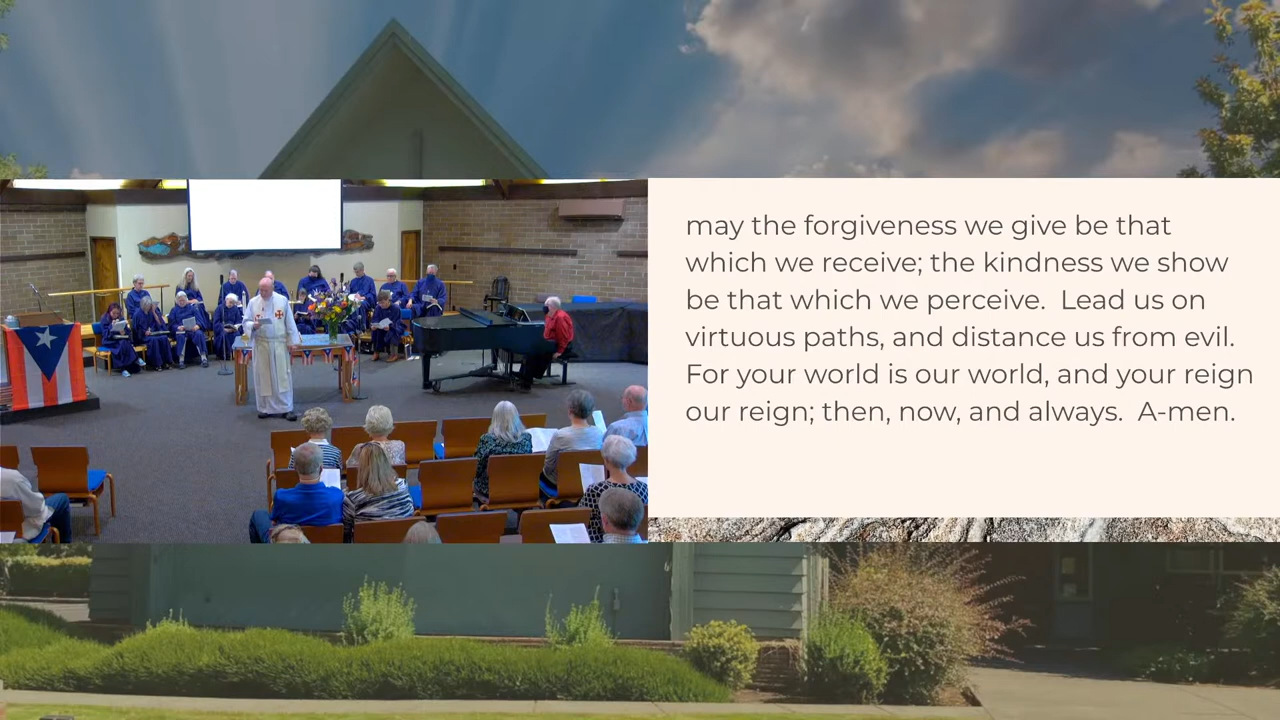 may the forgiveness we give be that
which we receive; the kindness we show
be that which we perceive.  Lead us on
virtuous paths, and distance us from evil.
For your world is our world, and your reign
our reign; then, now, and always.  A-men.